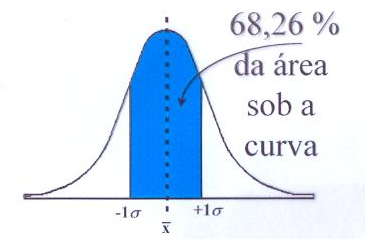 68,26 %
da área
sob a
curva
-1σ
+1σ
x̄